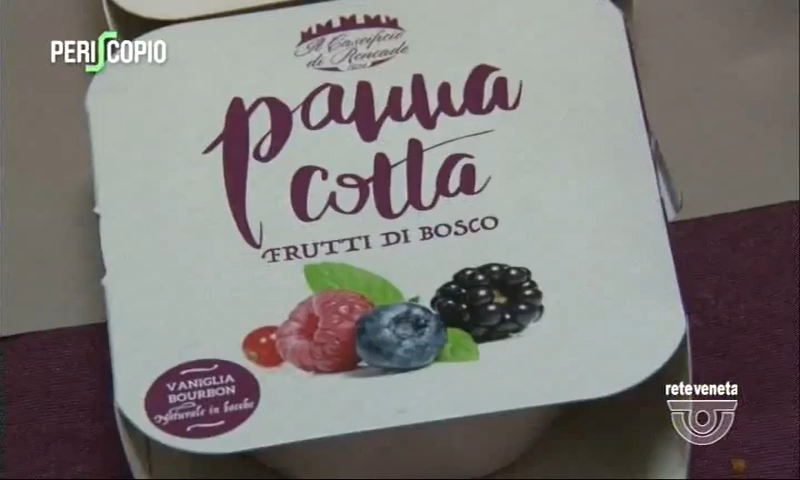 PERISCOPIO
Il Caseificio
di Roncade
panna
cotta
FRUTTI DI BOSCO
VANIGLIA
BOURBON
Naturale in bacche
reteveneta